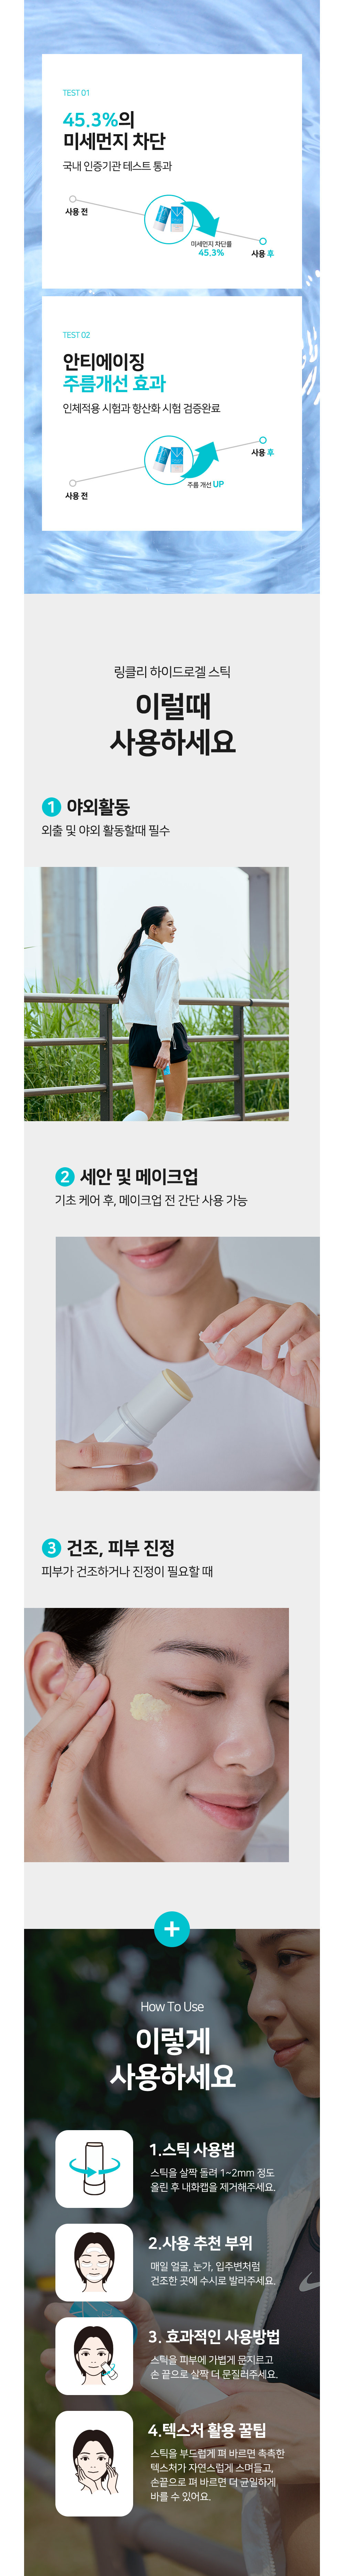 TEST 01
45.3%의
미세먼지 차단
국내 인증기관 테스트 통과
사용 전
미세먼지 차단률
45.3%
사용 후
TEST 02
안티에이징
주름개선 효과
인체적용 시험과 항산화 시험 검증완료
사용 후
주름 개선 UP
사용 전
링클리 하이드로겔 스틱
이럴때
사용하세요
1 야외활동
외출 및 야외 활동할때 필수
2 세안 및 메이크업
기초 케어 후, 메이크업 전 간단 사용 가능
3 건조, 피부 진정
피부가 건조하거나 진정이 필요할 때
+
How To Use
이렇게
사용하세요
1.스틱 사용법
스틱을 살짝 돌려 1~2mm 정도
올린 후 내화캡을 제거해주세요.
2.사용 추천 부위
매일 얼굴, 눈가, 입주변처럼
건조한 곳에 수시로 발라주세요.
3. 효과적인 사용방법
스틱을 피부에 가볍게 문지르고
손 끝으로 살짝 더 문질러주세요.
4.텍스처 활용 꿀팁
스틱을 부드럽게 펴 바르면 촉촉한
텍스처가 자연스럽게 스며들고,
손끝으로 펴 바르면 더 균일하게
바를 수 있어요.